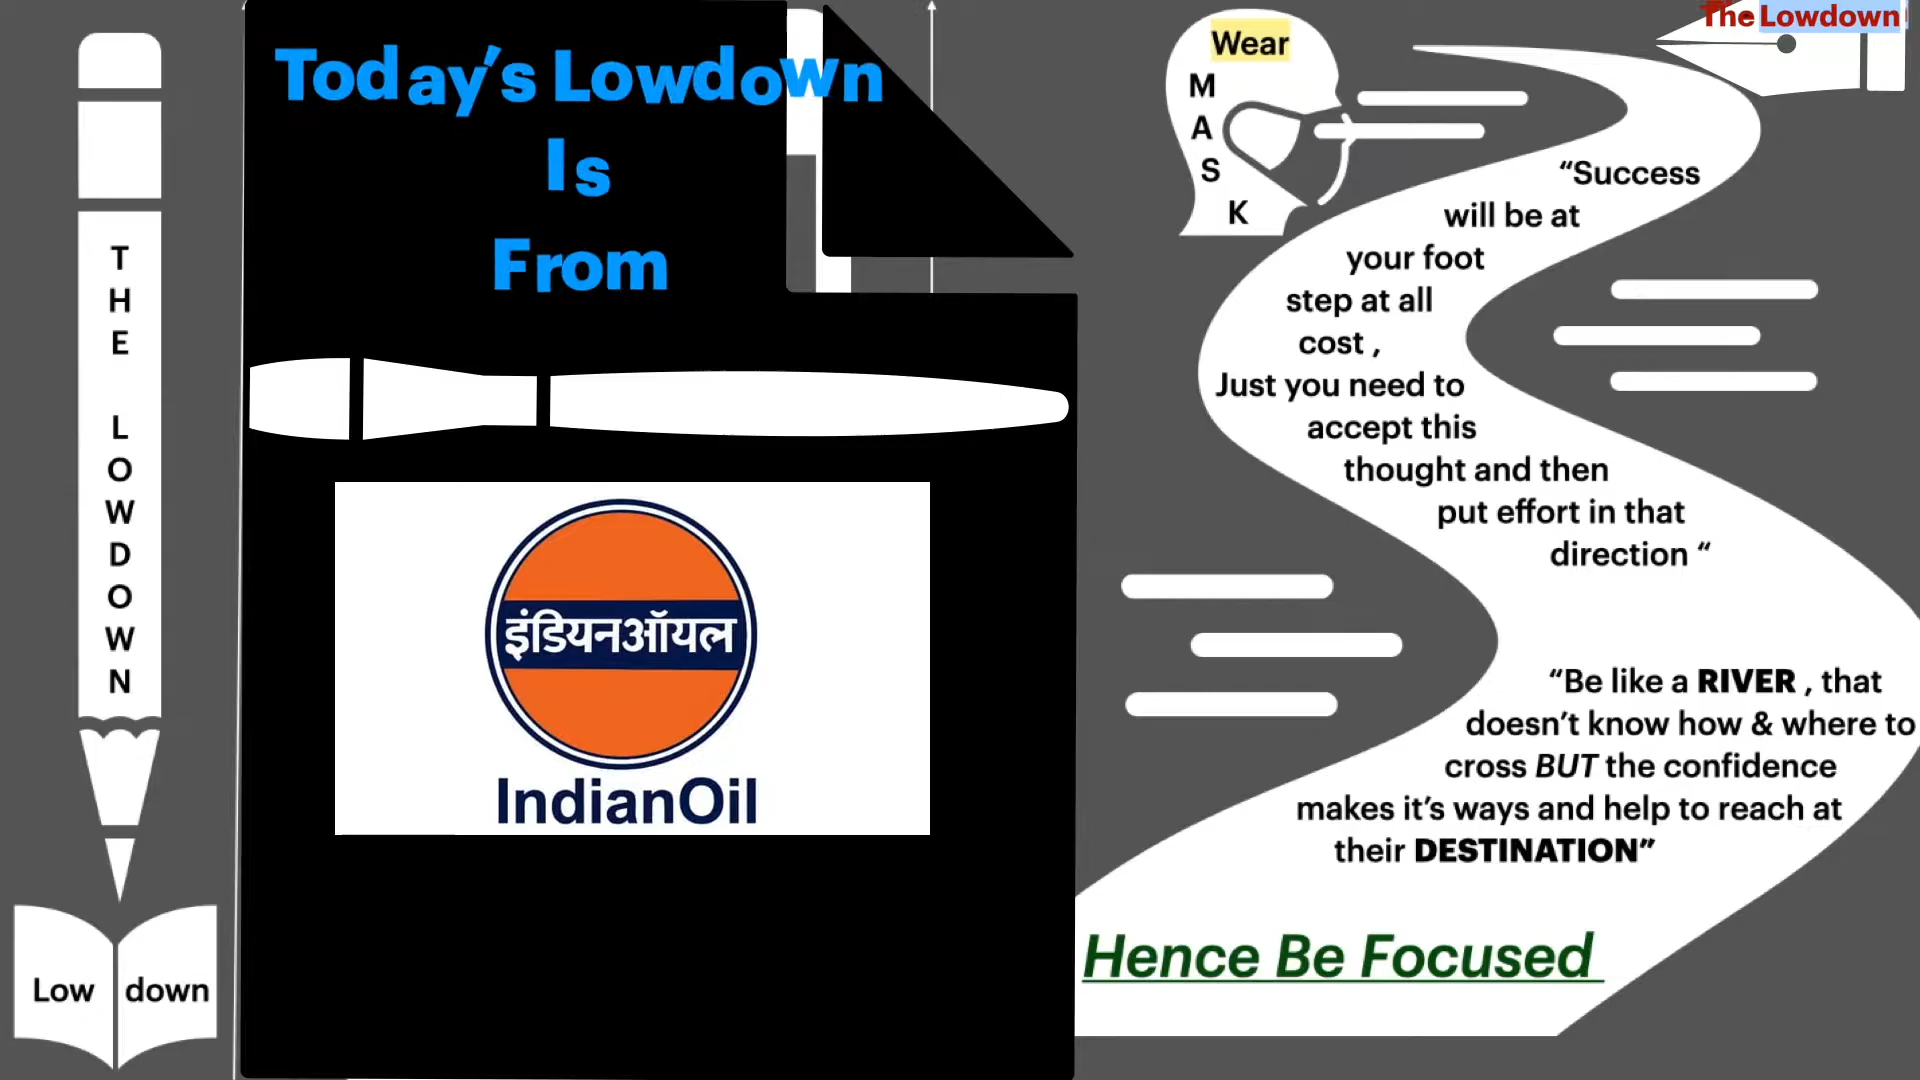 The Lowdown
Today's Lowdown
Is
From
Wear
M
A
S
K
T
H
E
L
O
W
D
O
W
N
Low down
इंडियनऑयल
IndianOil
“Success
will be at
your foot
step at all
cost ,
Just you need to
accept this
thought and then
put effort in that
direction “
“Be like a RIVER , that
doesn’t know how & where to
cross BUT the confidence
makes it’s ways and help to reach at
their DESTINATION”
Hence Be Focused